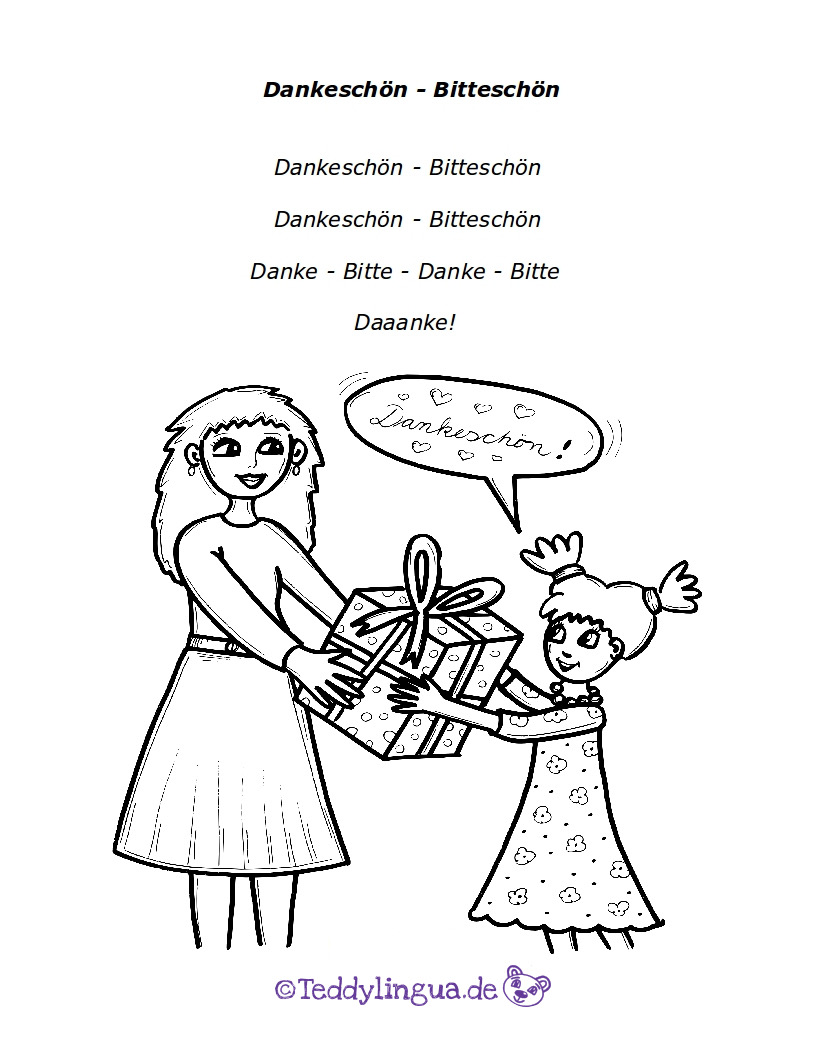 Dankeschön – Bitteschön
Dankeschön - Bitteschön
Dankeschön - Bitteschön
Danke - Bitte - Danke - Bitte
Daaanke!
Dankeschön!
©Teddylingua.de